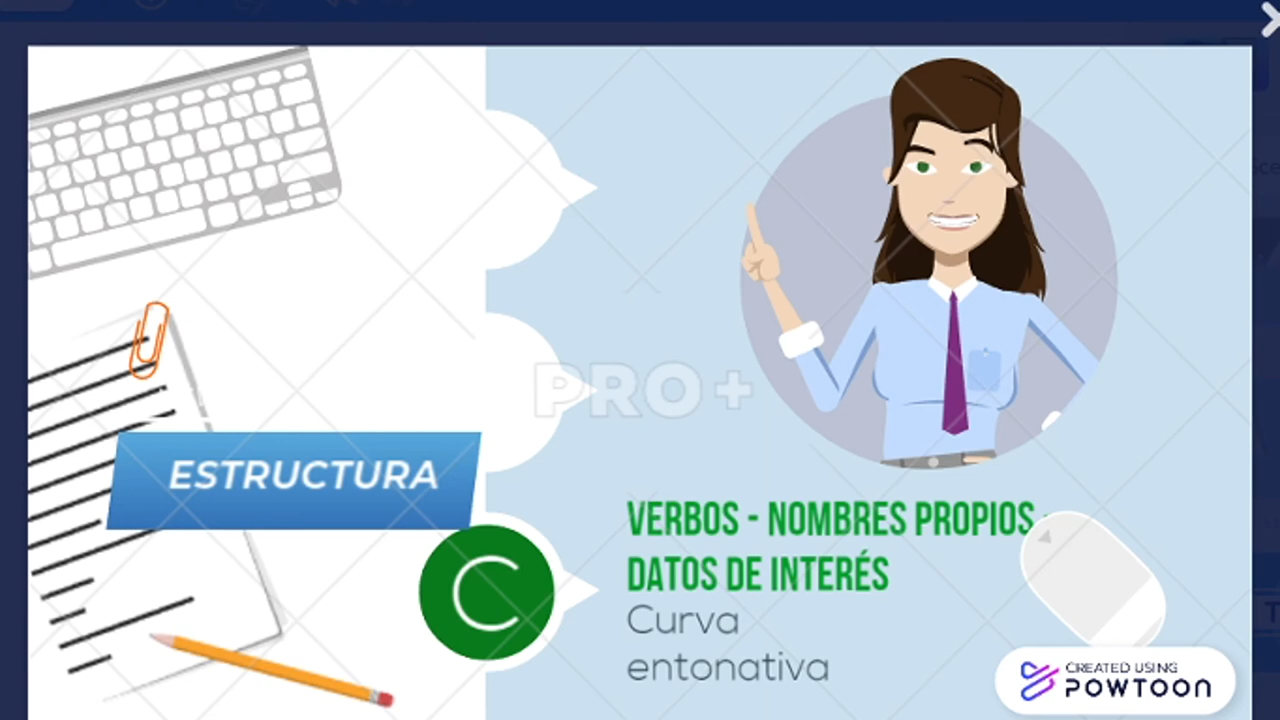 PRO+
ESTRUCTURA
C
VERBOS - NOMBRES PROPIOS -
DATOS DE INTERÉS
Curva
entonativa
CREATED USING
POWTOON